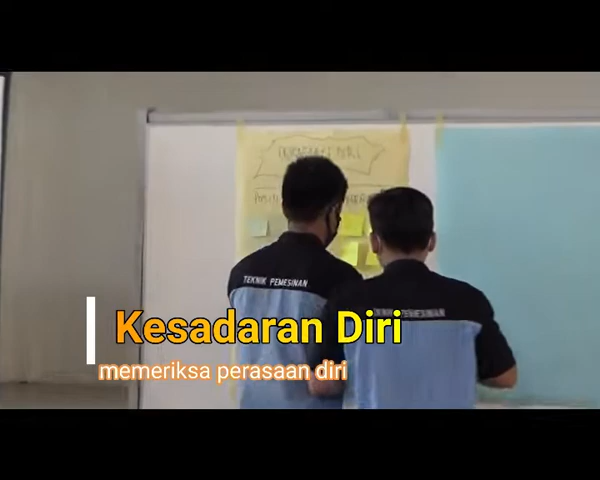 TEKNIK PEMESINAN
TEKNIK PEMESINAN
Kesadaran Diri
memeriksa perasaan diri